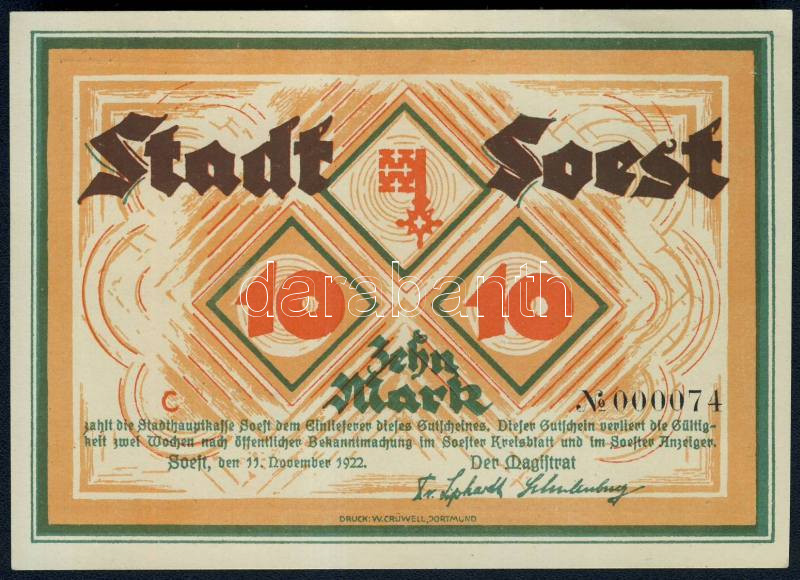 Stadt Soest
10 10
darabanth
Zehn
Mark
C № 000074
zahlt die Stadthauptkasse Soest dem Einlieferer dieses Gutscheines. Dieser Gutschein verliert die Gültig-
keit zwei Wochen nach öffentlicher Bekanntmachung im Soester Kreisblatt und im Soester Anzeiger.
Soest, den 11. November 1922. Der Magistrat
DRUCK: W. CRÜWELL, DORTMUND